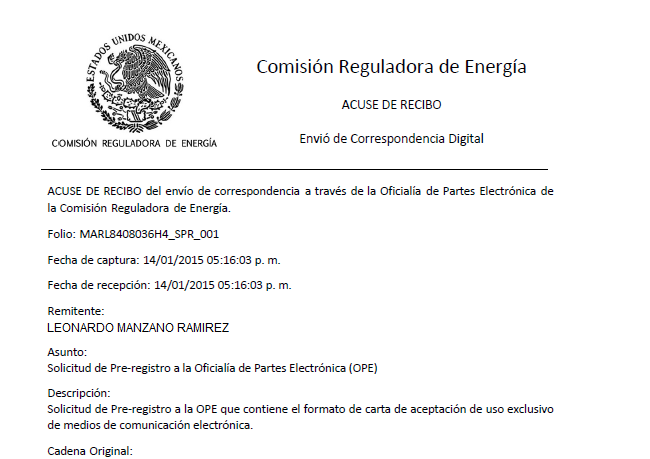 ESTADOS UNIDOS MEXICANOS
COMISIÓN REGULADORA DE ENERGÍA
Comisión Reguladora de Energía
ACUSE DE RECIBO
Envió de Correspondencia Digital
ACUSE DE RECIBO del envío de correspondencia a través de la Oficialía de Partes Electrónica de
la Comisión Reguladora de Energía.
Folio: MARL8408036H4_SPR_001
Fecha de captura: 14/01/2015 05:16:03 p. m.
Fecha de recepción: 14/01/2015 05:16:03 p. m.
Remitente:
LEONARDO MANZANO RAMIREZ
Asunto:
Solicitud de Pre-registro a la Oficialía de Partes Electrónica (OPE)
Descripción:
Solicitud de Pre-registro a la OPE que contiene el formato de carta de aceptación de uso exclusivo
de medios de comunicación electrónica.
Cadena Original: